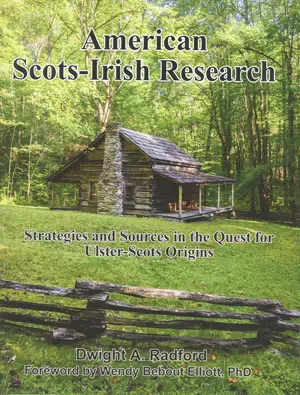 American
Scots-Irish Research
Strategies and Sources in the Quest for
Ulster-Scots Origins
Dwight A. Radford
Foreword by Wendy Bebout Elliott, PhD